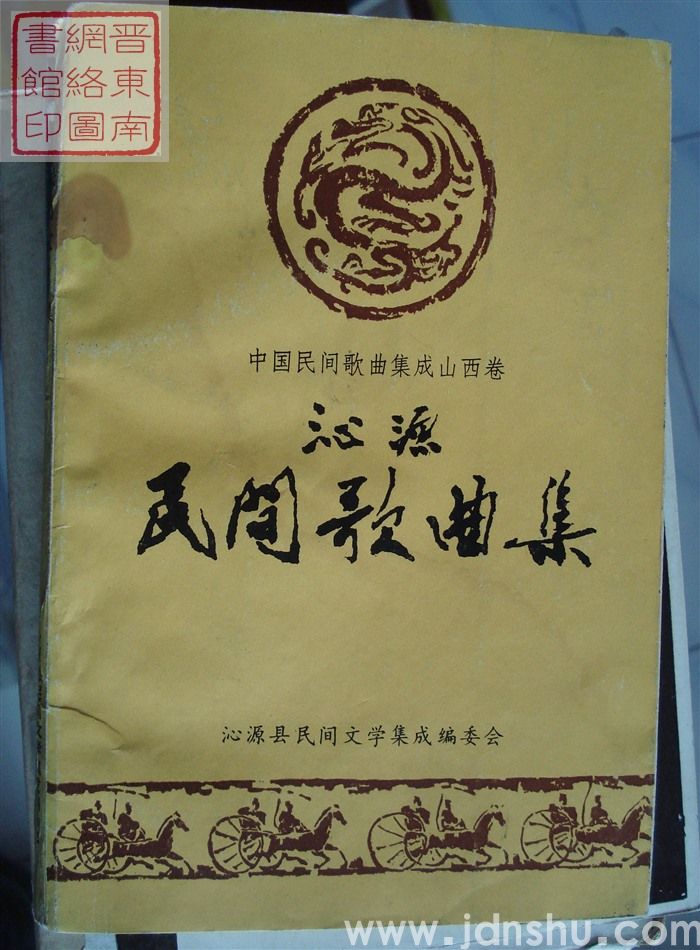 晋東南
網絡圖
書館印
中国民间歌曲集成山西卷
沁源
民间歌曲集
沁源县民间文学集成编委会
www.jdnshu.com